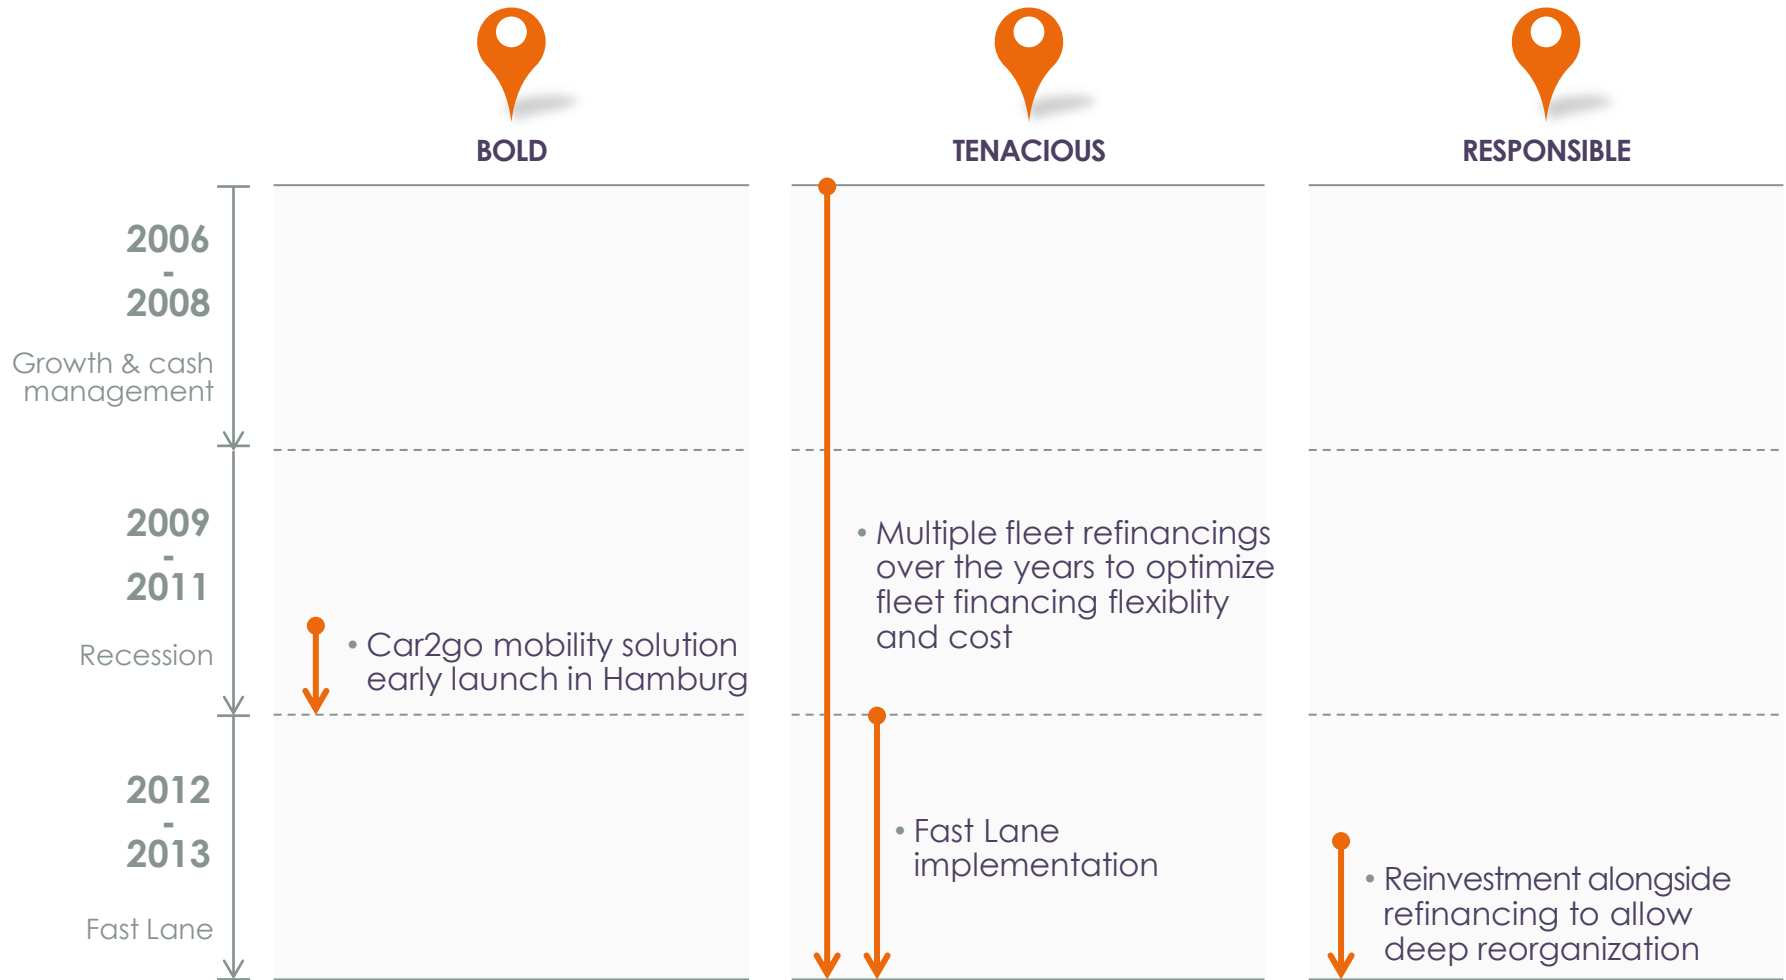 BOLD
TENACIOUS
RESPONSIBLE
2006
-
2008
Growth & cash
management
2009
-
2011
Recession
• Car2go mobility solution
early launch in Hamburg
• Multiple fleet refinancings
over the years to optimize
fleet financing flexiblity
and cost
2012
-
2013
Fast Lane
• Fast Lane
implementation
• Reinvestment alongside
refinancing to allow
deep reorganization